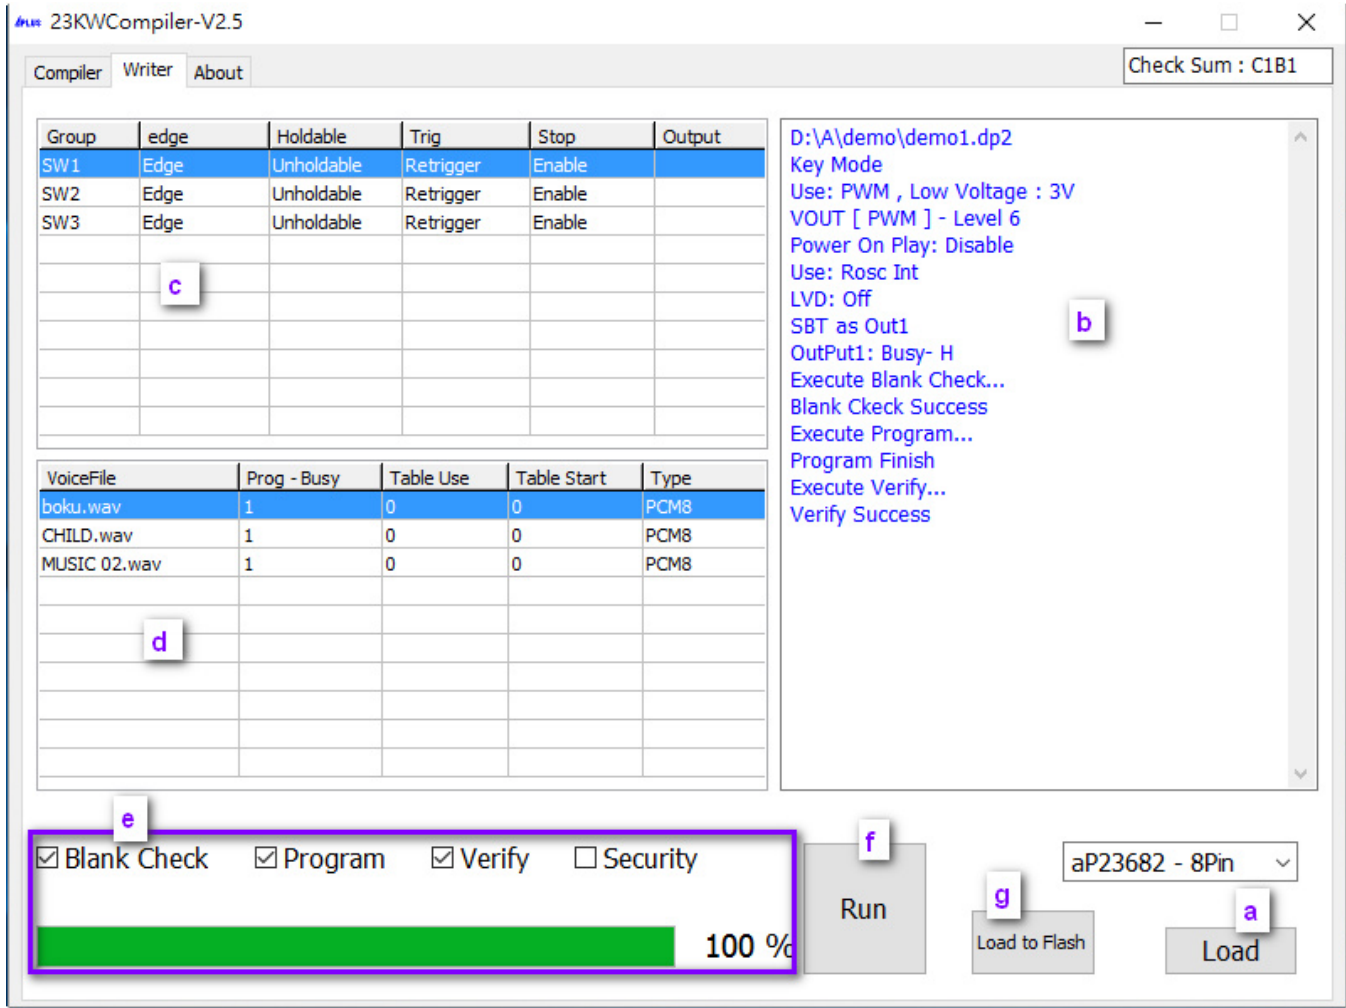 APLUS 23KWCompiler-V2.5
Compiler Writer About
Check Sum : C1B1
Group edge Holdable Trig Stop Output
SW1 Edge Unholdable Retrigger Enable
SW2 Edge Unholdable Retrigger Enable
SW3 Edge Unholdable Retrigger Enable
c
VoiceFile Prog - Busy Table Use Table Start Type
boku.wav 1 0 0 PCM8
CHILD.wav 1 0 0 PCM8
MUSIC 02.wav 1 0 0 PCM8
d
D:\A\demo\demo1.dp2
Key Mode
Use: PWM , Low Voltage : 3V
VOUT [ PWM ] - Level 6
Power On Play: Disable
Use: Rosc Int
LVD: Off
SBT as Out1
OutPut1: Busy- H
Execute Blank Check...
Blank Ckeck Success
Execute Program...
Program Finish
Execute Verify...
Verify Success
b
e
Blank Check Program Verify Security
100 %
f
Run
g
Load to Flash
aP23682 - 8Pin
a
Load